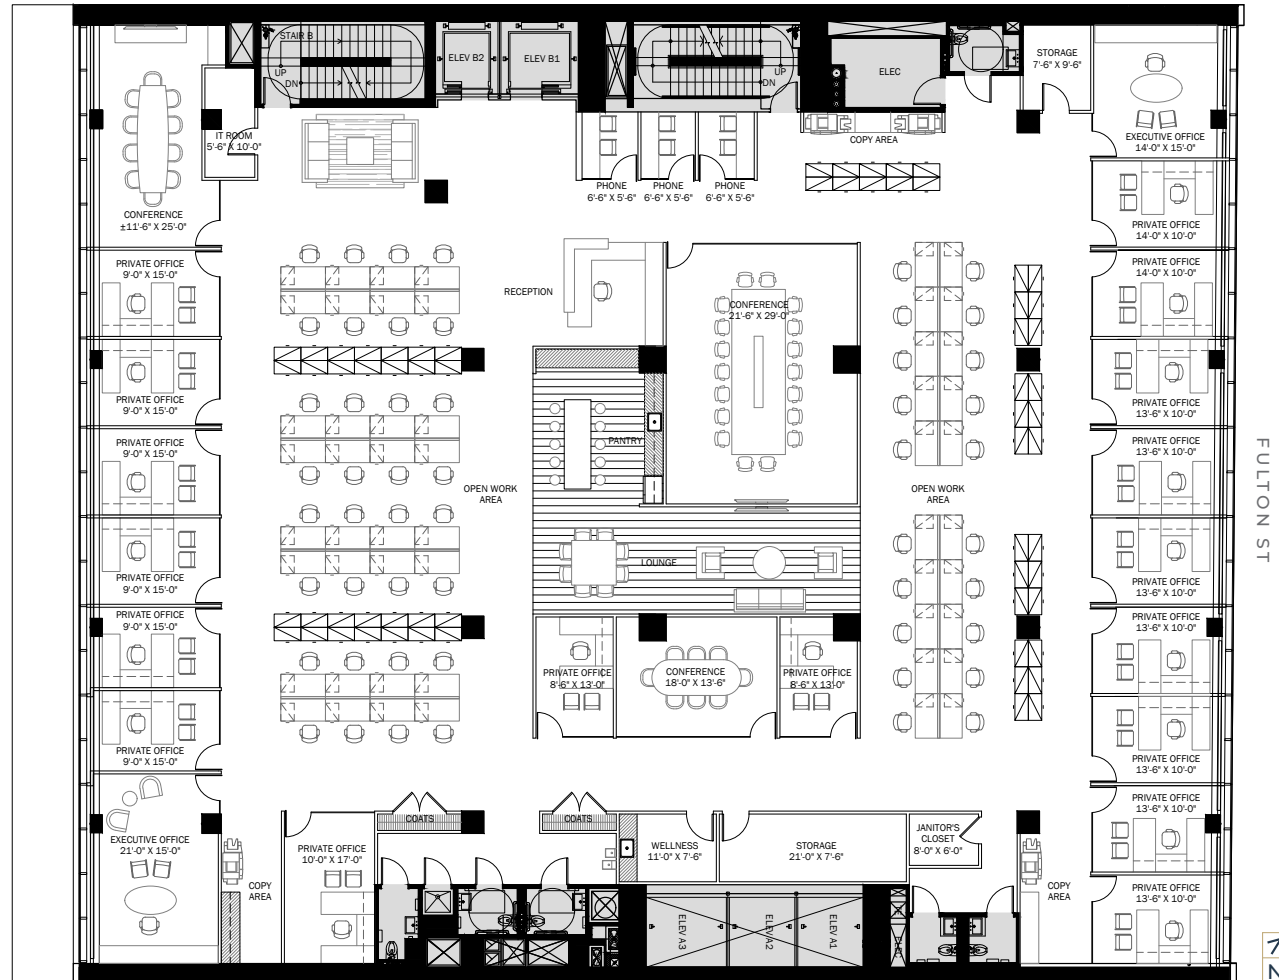 STAIR B
UP
DN
ELEV B2
ELEV B1
UP
DN
ELEC
STORAGE
7'-6" X 9'-6"
EXECUTIVE OFFICE
14'-0" X 15'-0"
IT ROOM
5'-6" X 10'-0"
COPY AREA
PHONE
6'-6" X 5'-6"
PHONE
6'-6" X 5'-6"
PHONE
6'-6" X 5'-6"
CONFERENCE
±11'-6" X 25'-0"
PRIVATE OFFICE
14'-0" X 10'-0"
PRIVATE OFFICE
9'-0" X 15'-0"
PRIVATE OFFICE
14'-0" X 10'-0"
RECEPTION
CONFERENCE
21'-6" X 29'-0"
PRIVATE OFFICE
9'-0" X 15'-0"
PRIVATE OFFICE
13'-6" X 10'-0"
PRIVATE OFFICE
9'-0" X 15'-0"
PANTRY
PRIVATE OFFICE
13'-6" X 10'-0"
OPEN WORK
AREA
OPEN WORK
AREA
FULTON ST
PRIVATE OFFICE
9'-0" X 15'-0"
LOUNGE
PRIVATE OFFICE
13'-6" X 10'-0"
PRIVATE OFFICE
9'-0" X 15'-0"
PRIVATE OFFICE
13'-6" X 10'-0"
PRIVATE OFFICE
8'-6" X 13'-0"
CONFERENCE
18'-0" X 13'-6"
PRIVATE OFFICE
8'-6" X 13'-0"
PRIVATE OFFICE
9'-0" X 15'-0"
PRIVATE OFFICE
13'-6" X 10'-0"
PRIVATE OFFICE
13'-6" X 10'-0"
EXECUTIVE OFFICE
21'-0" X 15'-0"
COATS
COATS
PRIVATE OFFICE
10'-0" X 17'-0"
WELLNESS
11'-0" X 7'-6"
STORAGE
21'-0" X 7'-6"
JANITOR'S
CLOSET
8'-0" X 6'-0"
COPY
AREA
COPY
AREA
PRIVATE OFFICE
13'-6" X 10'-0"
ELEV A3
ELEV A2
ELEV A1
ELEC